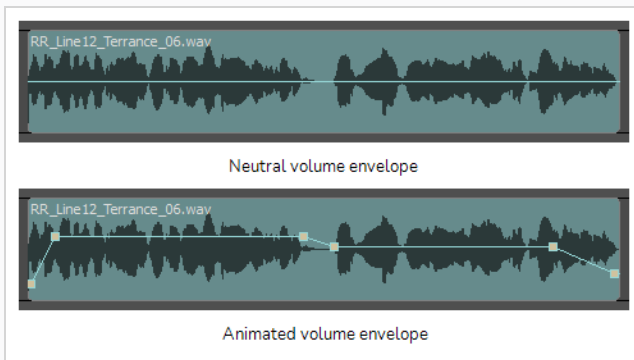 RR_Line12_Terrance_06.wav
Neutral volume envelope
RR_Line12_Terrance_06.wav
Animated volume envelope